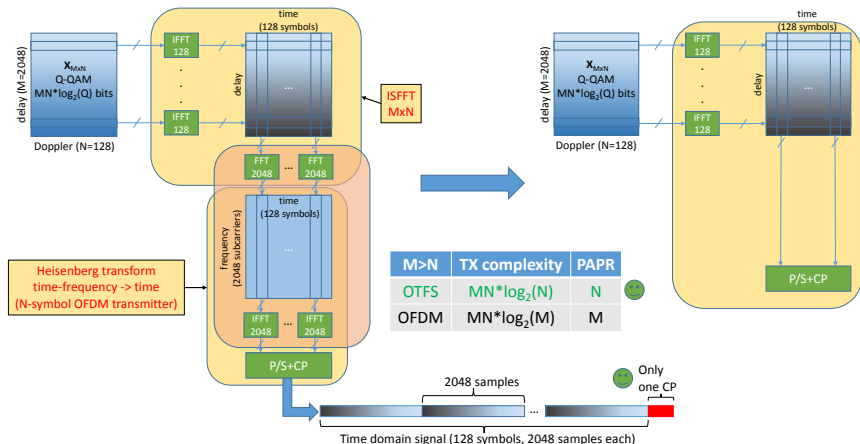 time
(128 symbols)
IFFT
128
X_MxN
Q-QAM
MN*log₂(Q) bits
delay (M=2048)
.
.
.
delay
...
IFFT
128
Doppler (N=128)
ISFFT
MxN
FFT
2048
...
FFT
2048
time
(128 symbols)
frequency
(2048 subcarriers)
...
Heisenberg transform
time-frequency -> time
(N-symbol OFDM transmitter)
IFFT
2048
...
IFFT
2048
P/S+CP
M>N TX complexity PAPR
OTFS MN*log₂(N) N
OFDM MN*log₂(M) M
Only
one CP
2048 samples
...
Time domain signal (128 symbols, 2048 samples each)
time
(128 symbols)
IFFT
128
X_MxN
Q-QAM
MN*log₂(Q) bits
delay (M=2048)
.
.
.
delay
...
IFFT
128
Doppler (N=128)
P/S+CP